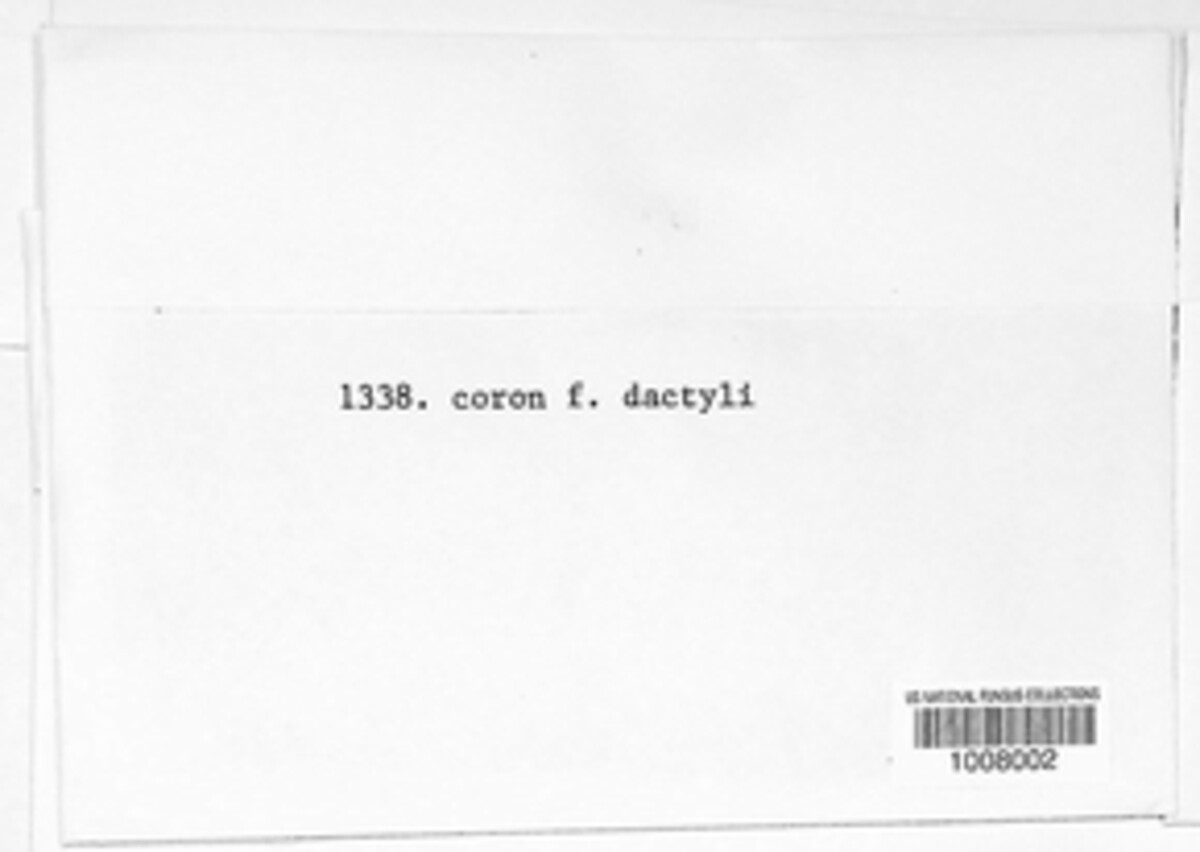 1338. coron f. dactyli
US NATIONAL FUNGUS COLLECTIONS
1008002